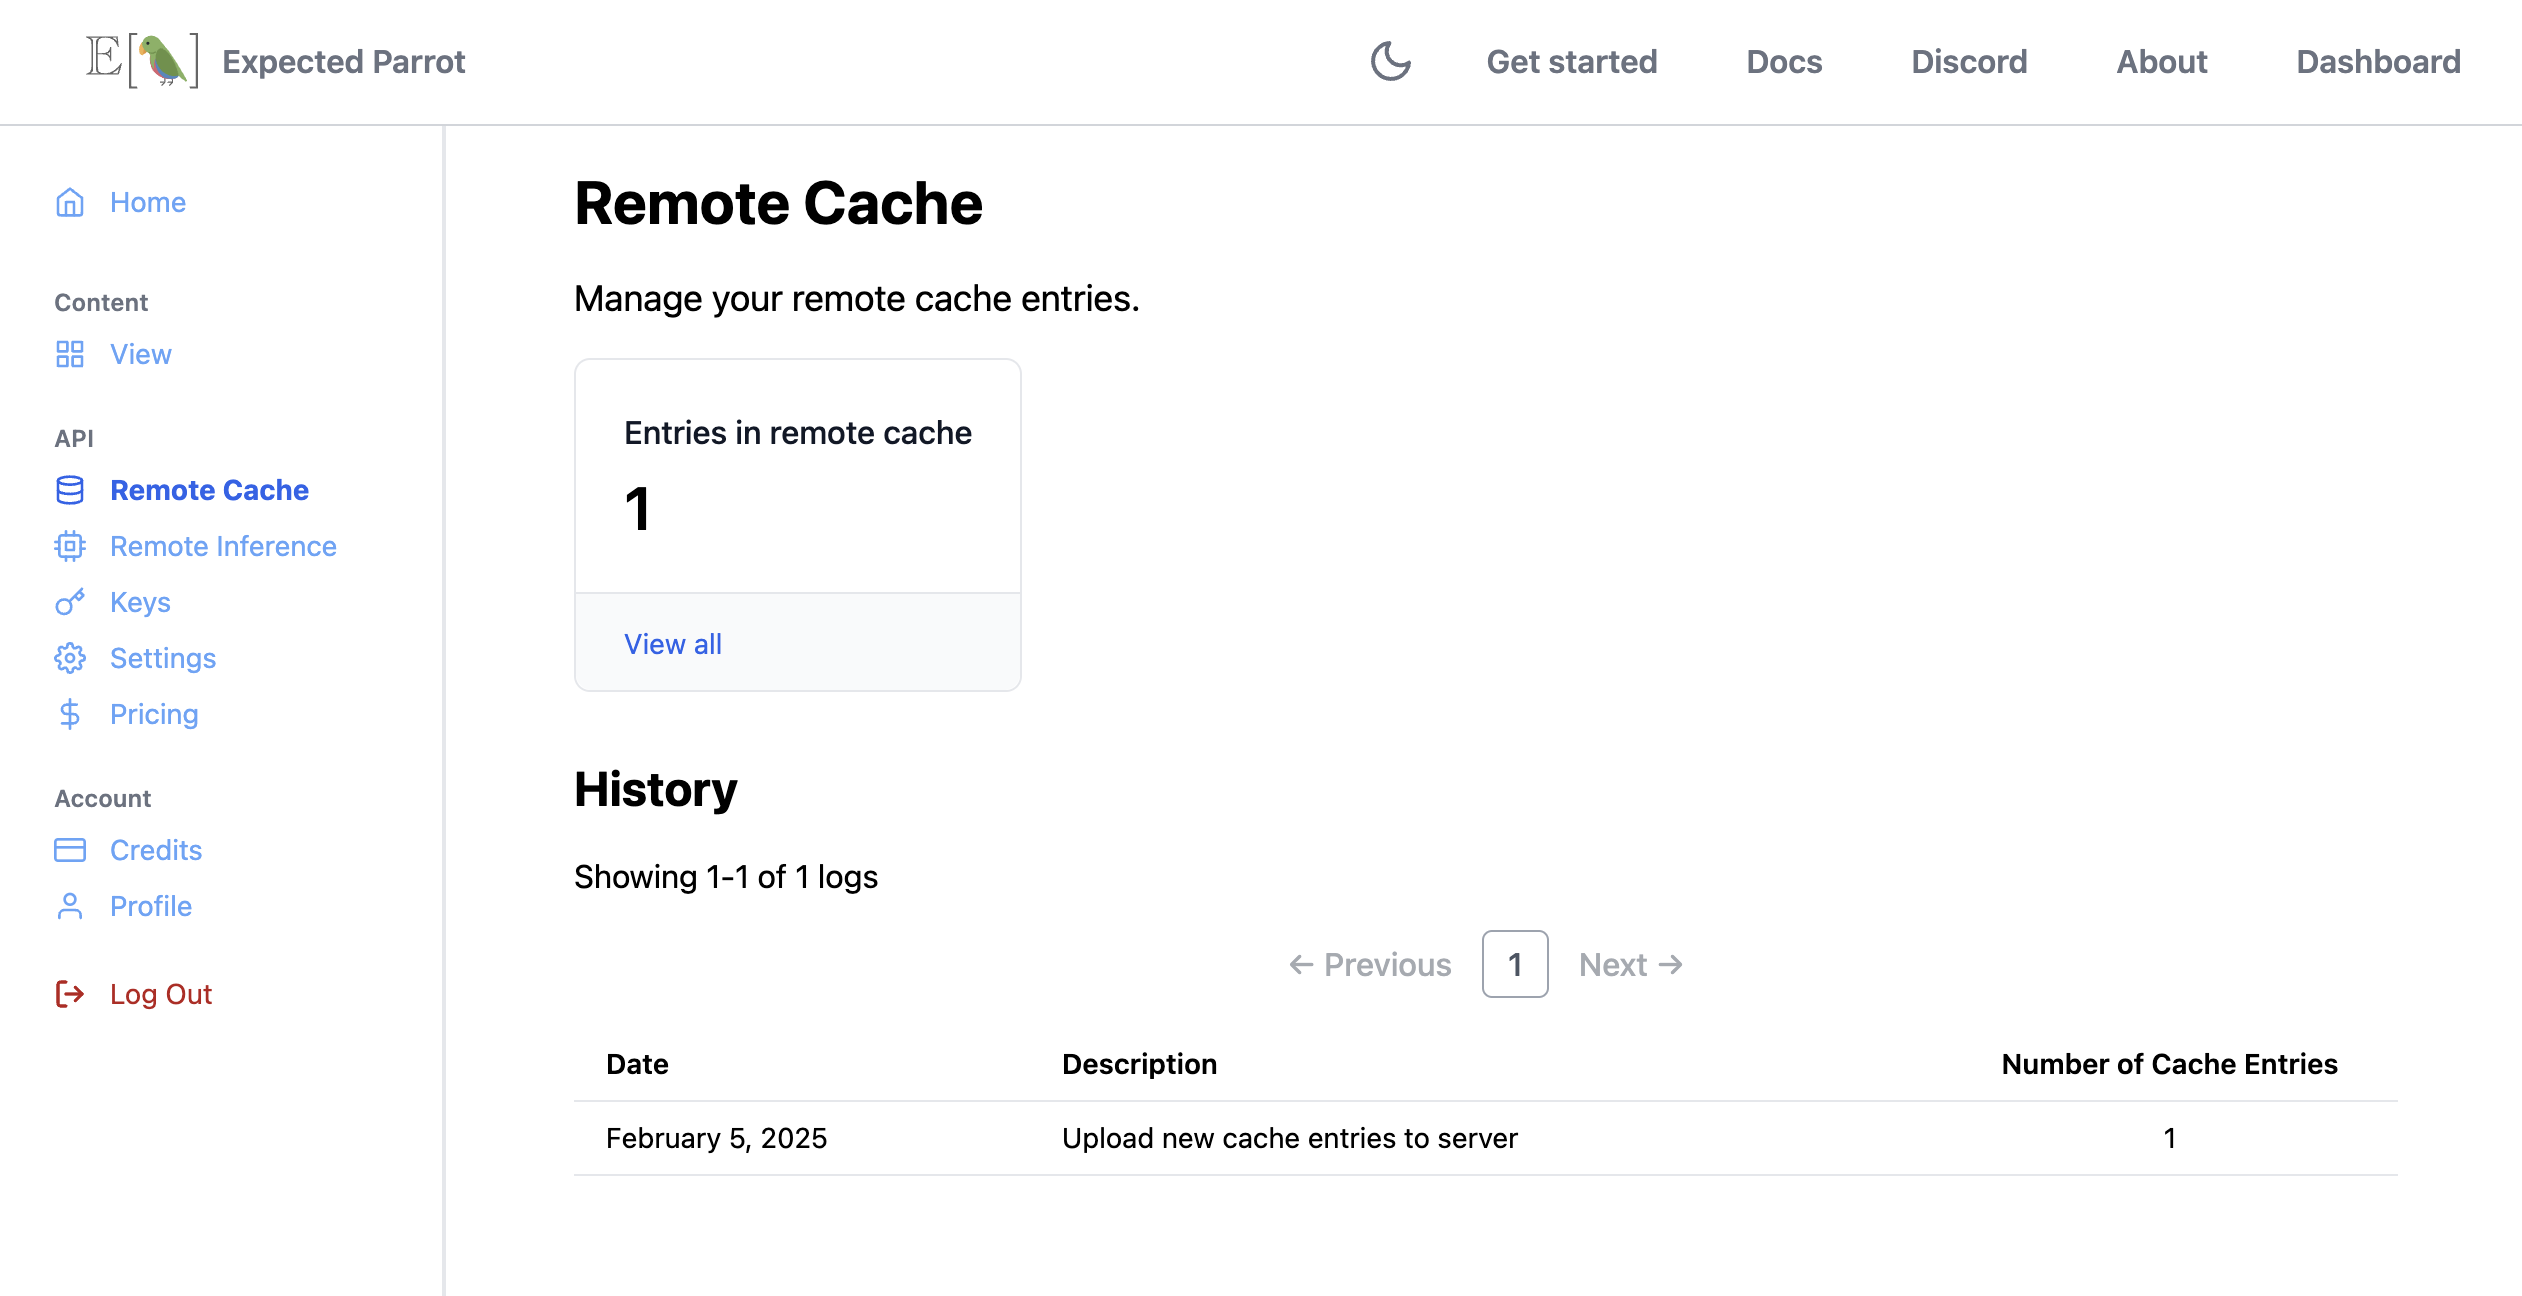 E[ ] Expected Parrot
Get started
Docs
Discord
About
Dashboard
Home
Content
View
API
Remote Cache
Remote Inference
Keys
Settings
Pricing
Account
Credits
Profile
Log Out
Remote Cache
Manage your remote cache entries.
Entries in remote cache
1
View all
History
Showing 1-1 of 1 logs
← Previous 1 Next →
Date Description Number of Cache Entries
February 5, 2025 Upload new cache entries to server 1